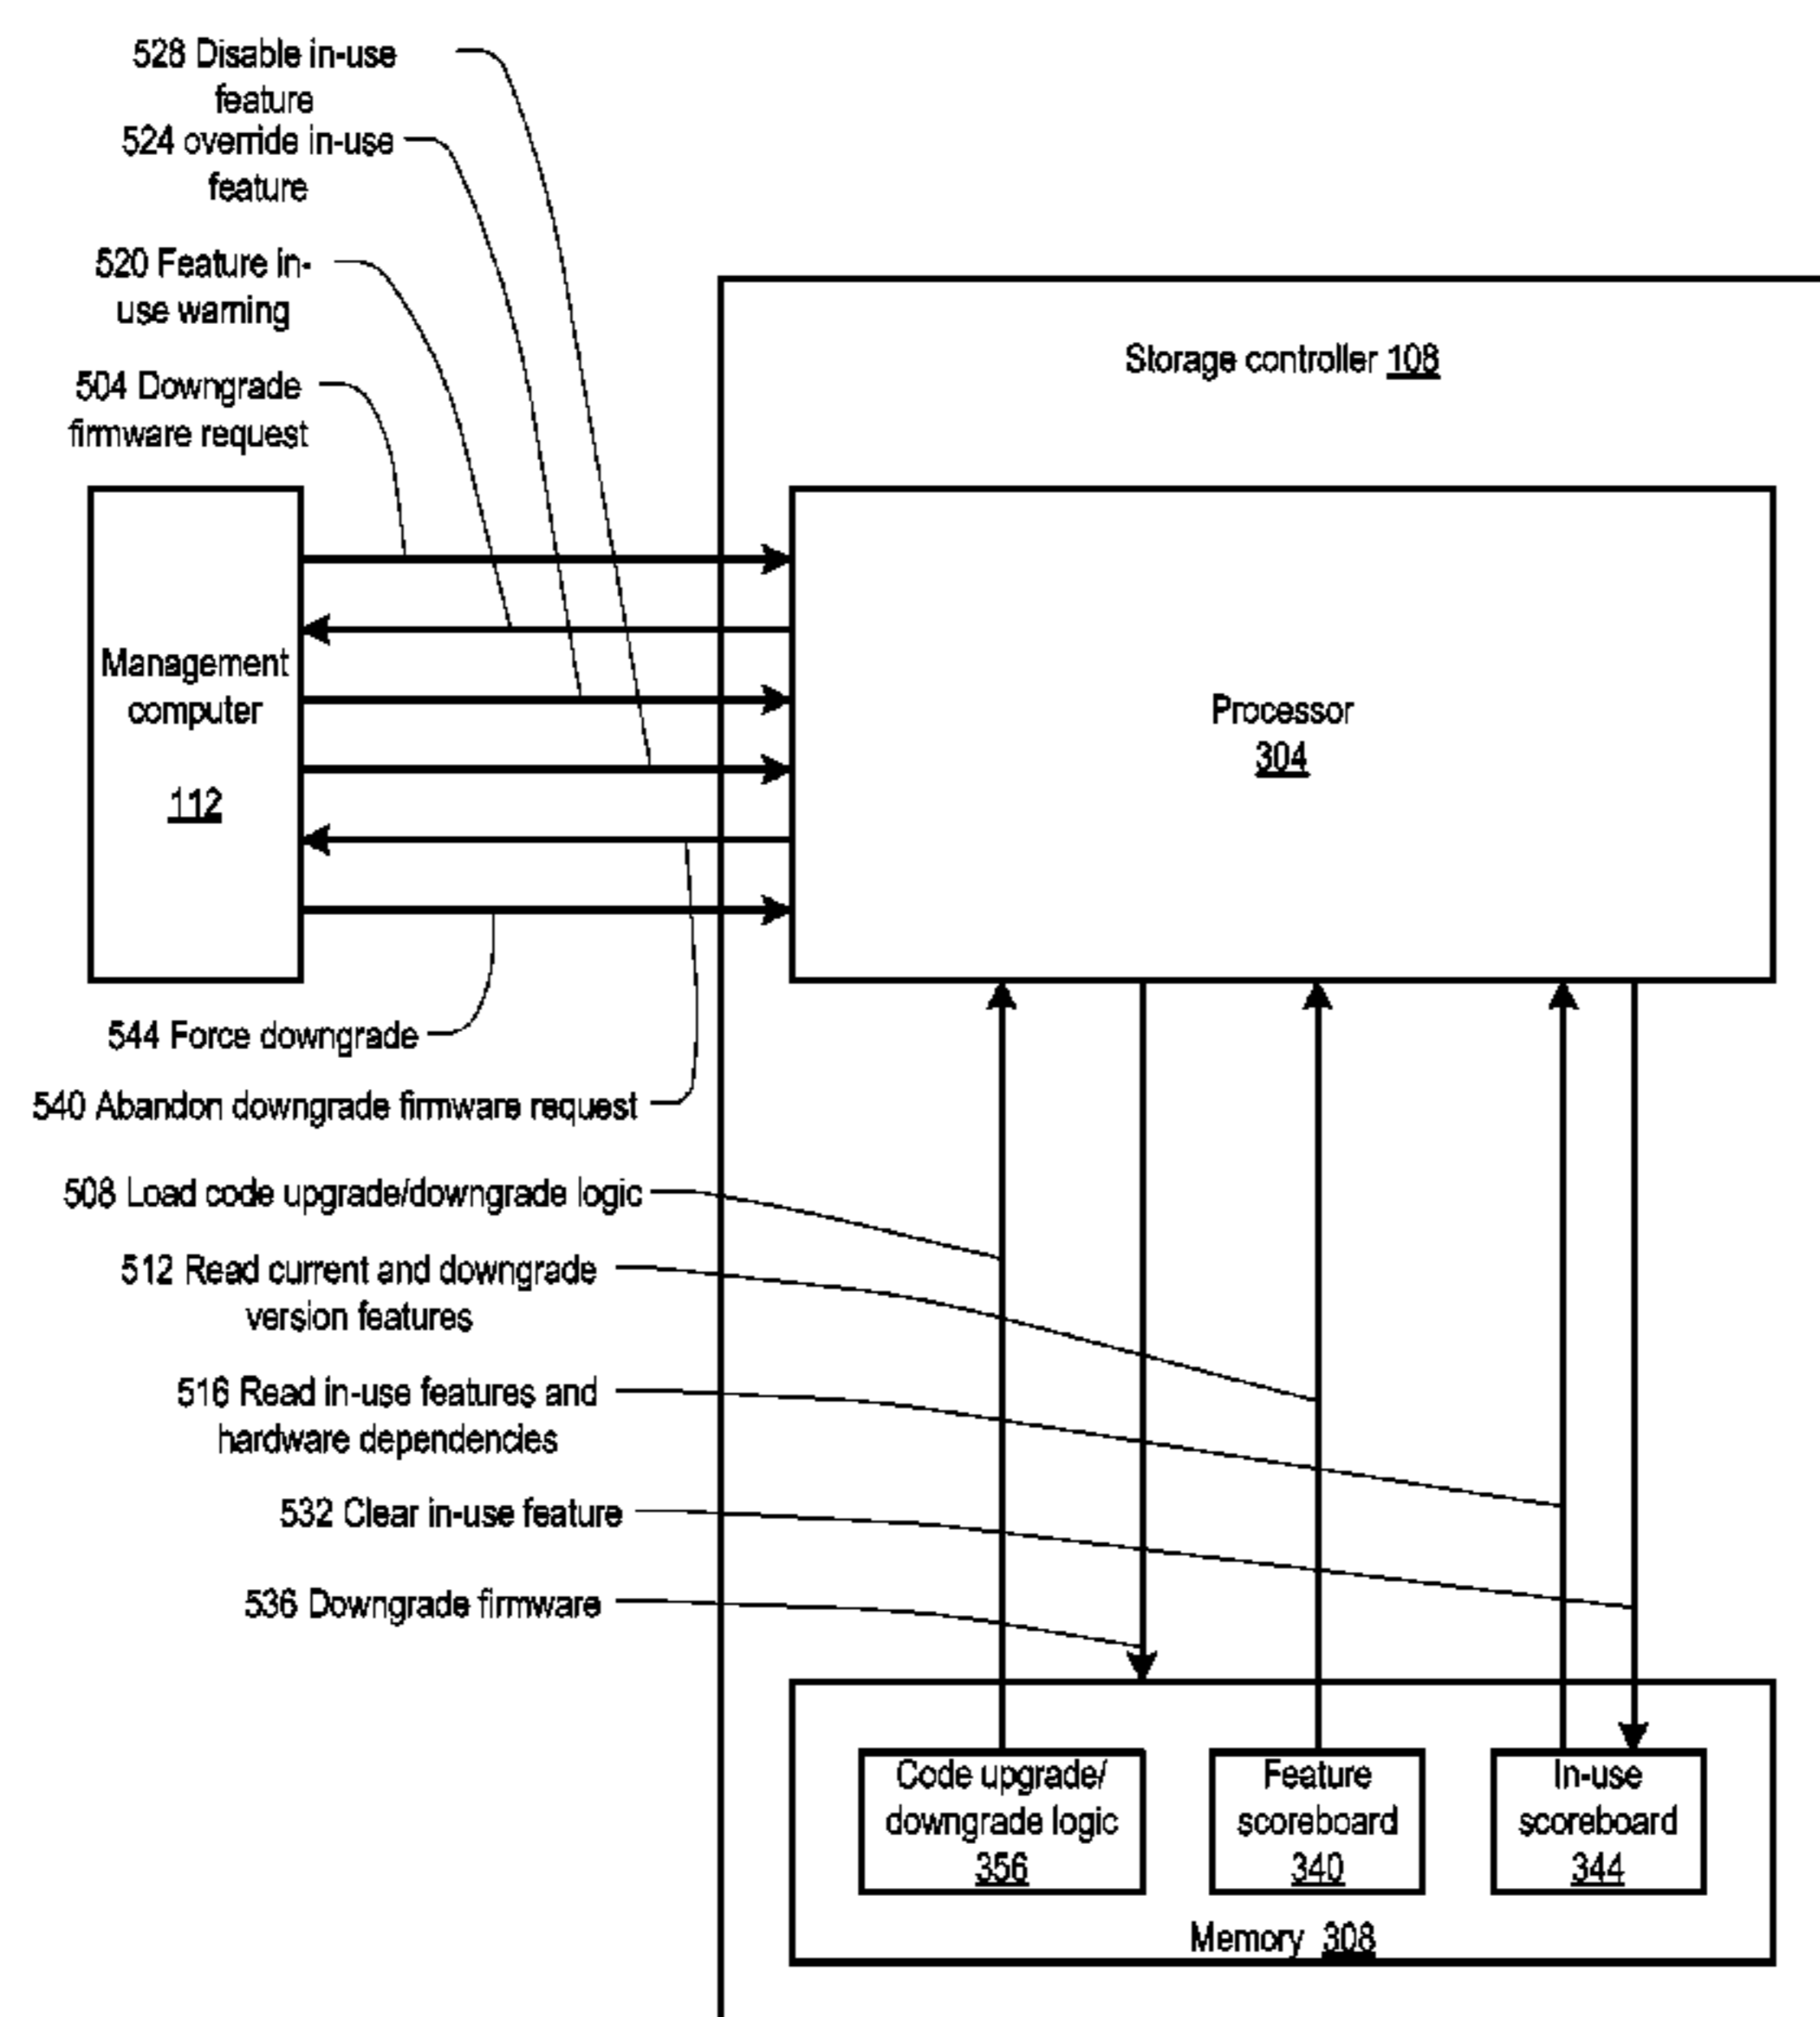 528 Disable in-use
feature
524 override in-use
feature
520 Feature in-
use warning
504 Downgrade
firmware request
Storage controller 108
Management
computer
112
Processor
304
544 Force downgrade
540 Abandon downgrade firmware request
508 Load code upgrade/downgrade logic
512 Read current and downgrade
version features
516 Read in-use features and
hardware dependencies
532 Clear in-use feature
536 Downgrade firmware
Code upgrade/
downgrade logic
356
Feature
scoreboard
340
In-use
scoreboard
344
Memory 308